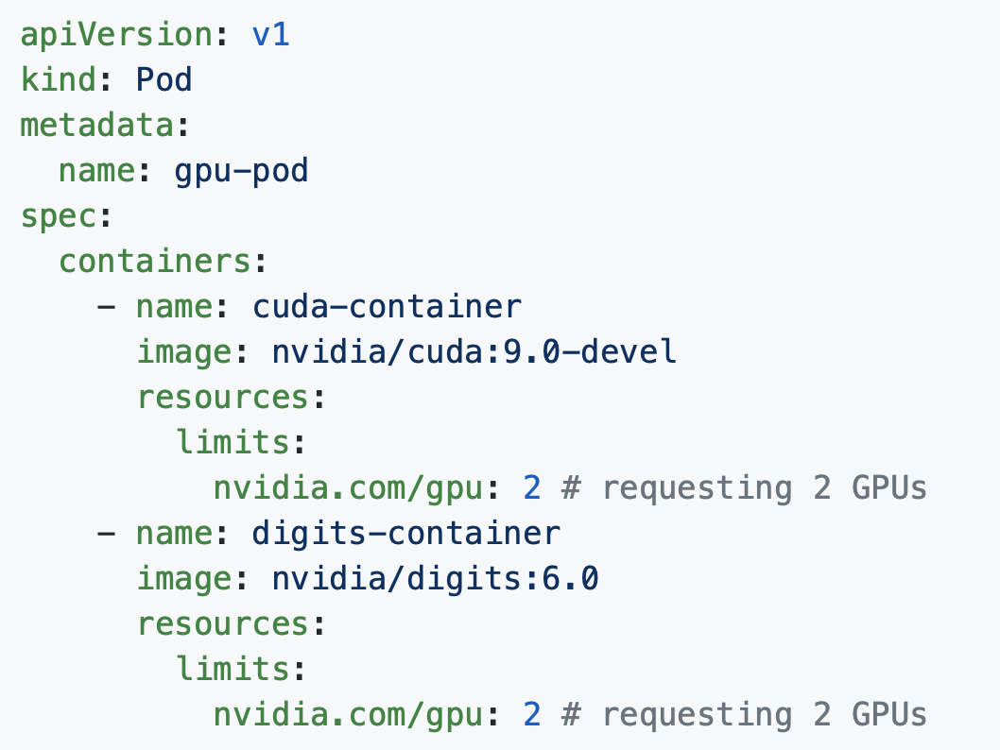 apiVersion: v1
kind: Pod
metadata:
  name: gpu-pod
spec:
  containers:
    - name: cuda-container
      image: nvidia/cuda:9.0-devel
      resources:
        limits:
          nvidia.com/gpu: 2 # requesting 2 GPUs
    - name: digits-container
      image: nvidia/digits:6.0
      resources:
        limits:
          nvidia.com/gpu: 2 # requesting 2 GPUs